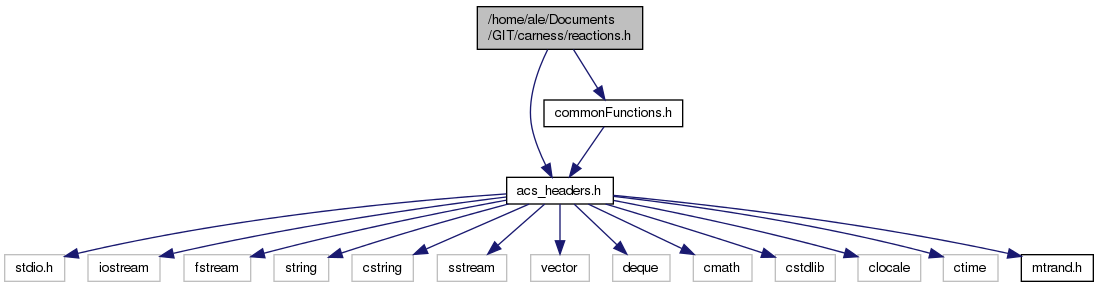 /home/ale/Documents
/GIT/carness/reactions.h
commonFunctions.h
acs_headers.h
stdio.h
iostream
fstream
string
cstring
sstream
vector
deque
cmath
cstdlib
clocale
ctime
mtrand.h